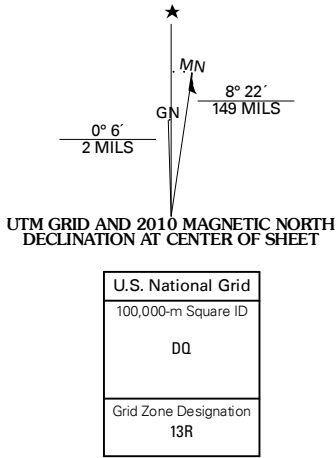 ★
MN
8° 22´
149 MILS
GN
0° 6´
2 MILS
UTM GRID AND 2010 MAGNETIC NORTH
DECLINATION AT CENTER OF SHEET
U.S. National Grid
100,000-m Square ID
DQ
Grid Zone Designation
13R